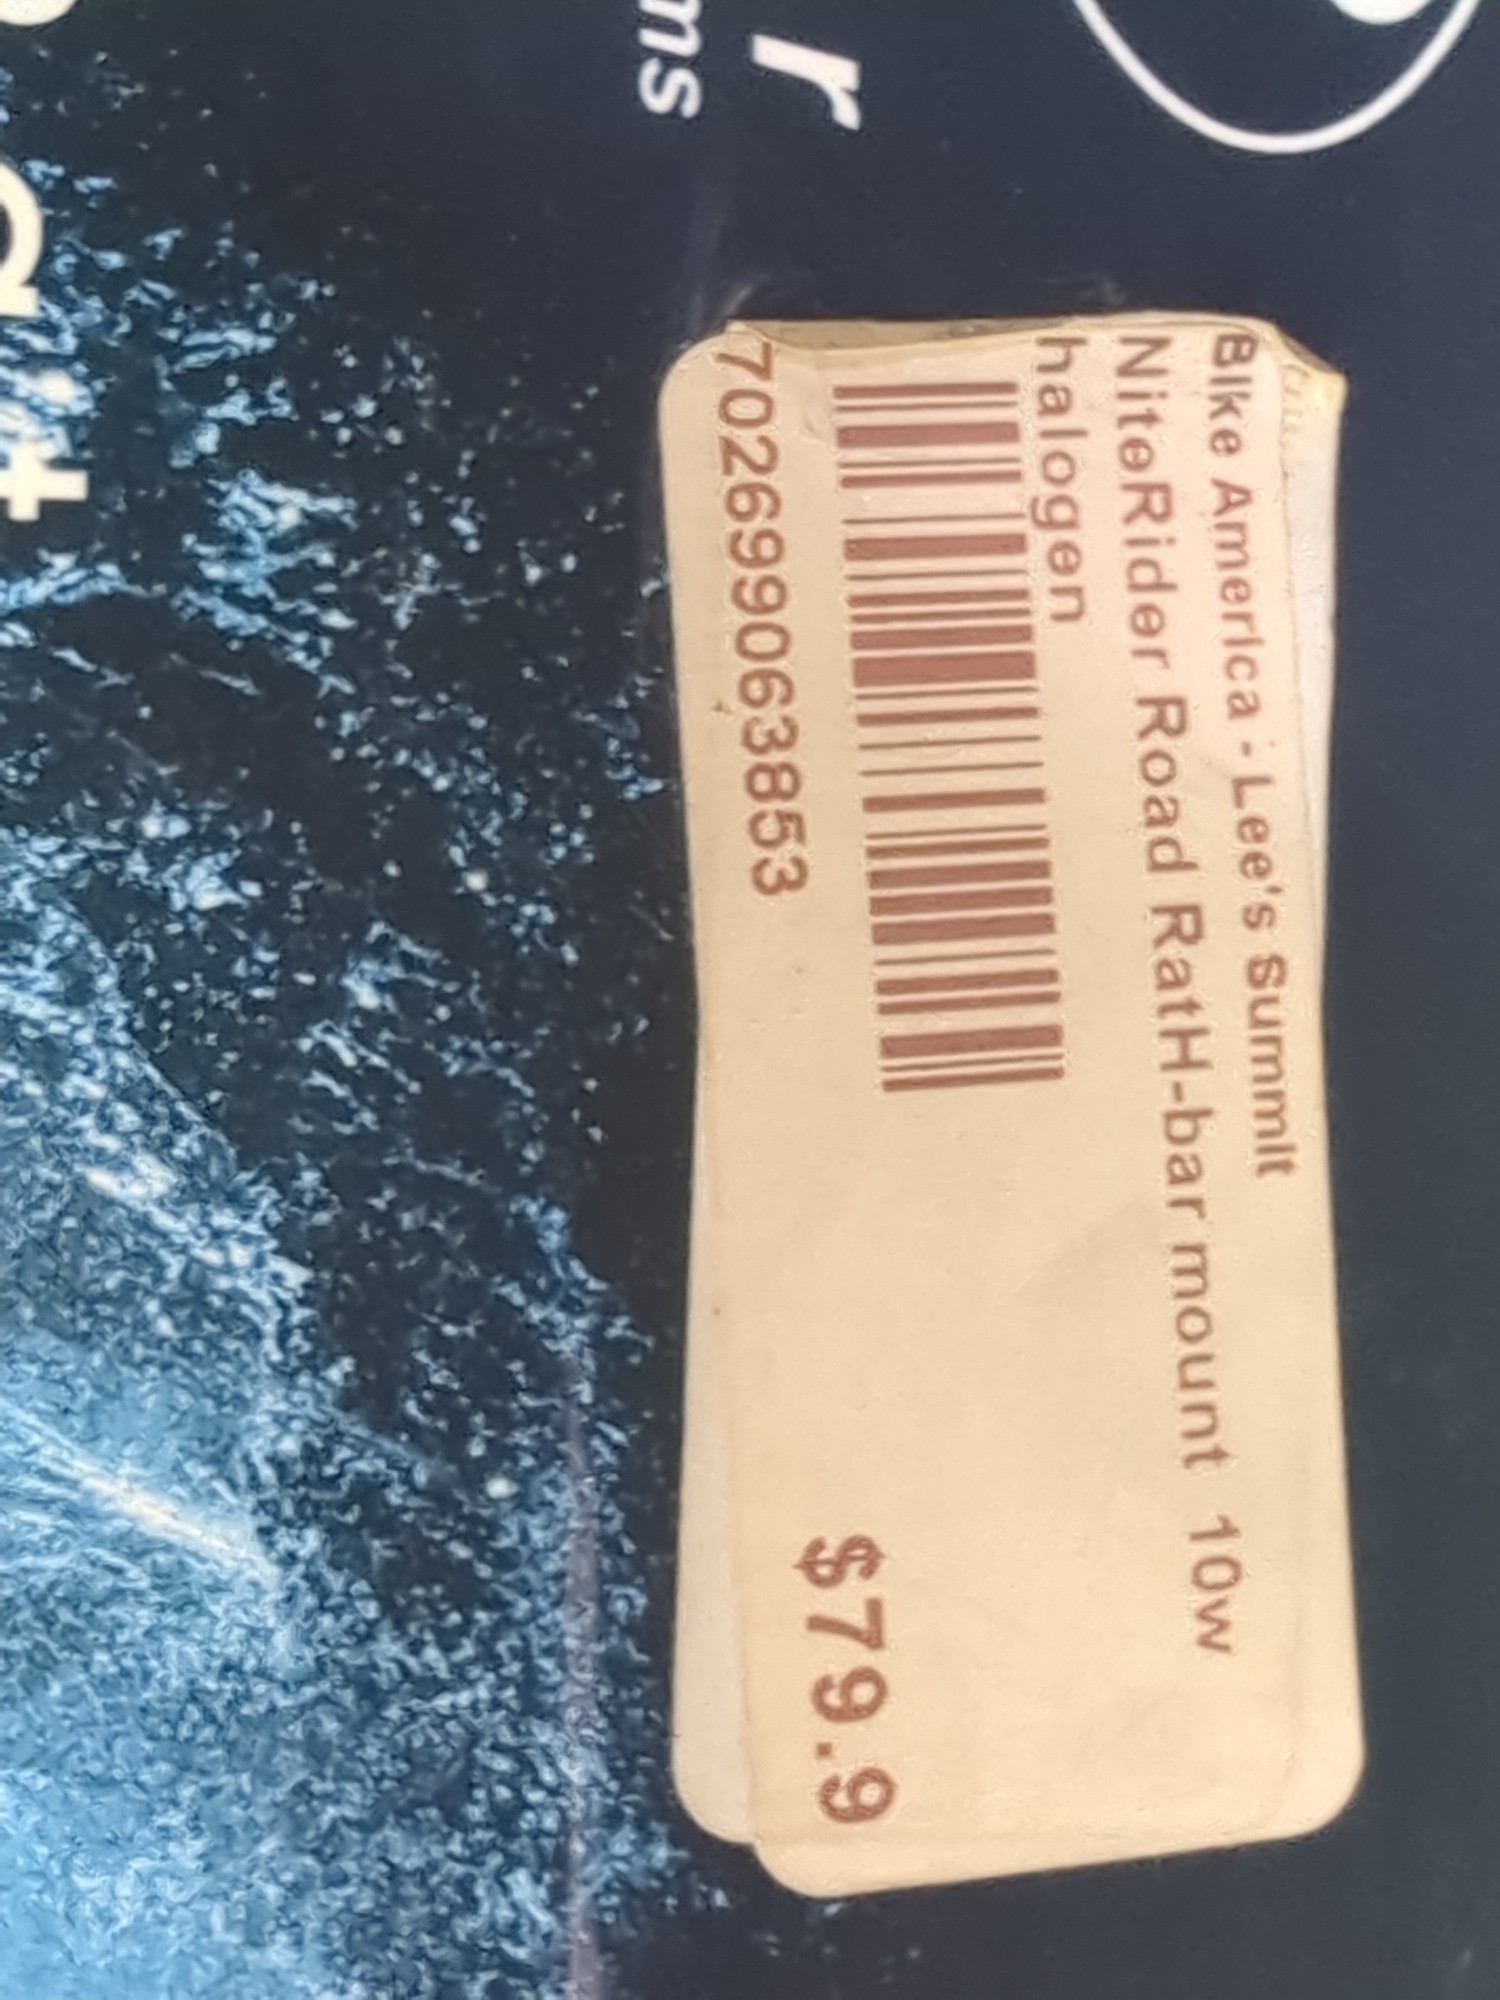 Bike America - Lee's Summit
NiteRider Road RatH-bar mount 10w
halogen
702699063853
$79.9